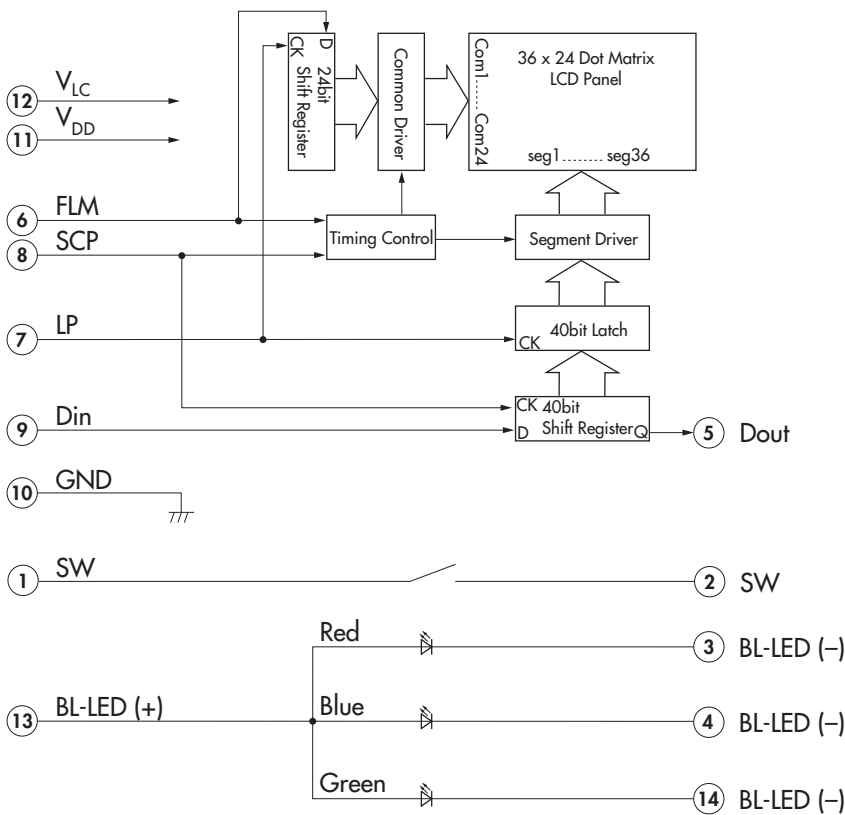 D
CK
24bit
Shift Register
Common Driver
Com1......Com24
36 x 24 Dot Matrix
LCD Panel
seg1........ seg36
12 VLC
11 VDD
6 FLM
8 SCP
Timing Control
Segment Driver
7 LP
40bit Latch
CK
9 Din
CK 40bit
D Shift Register Q
5 Dout
10 GND
1 SW
2 SW
Red
3 BL-LED (–)
13 BL-LED (+)
Blue
4 BL-LED (–)
Green
14 BL-LED (–)